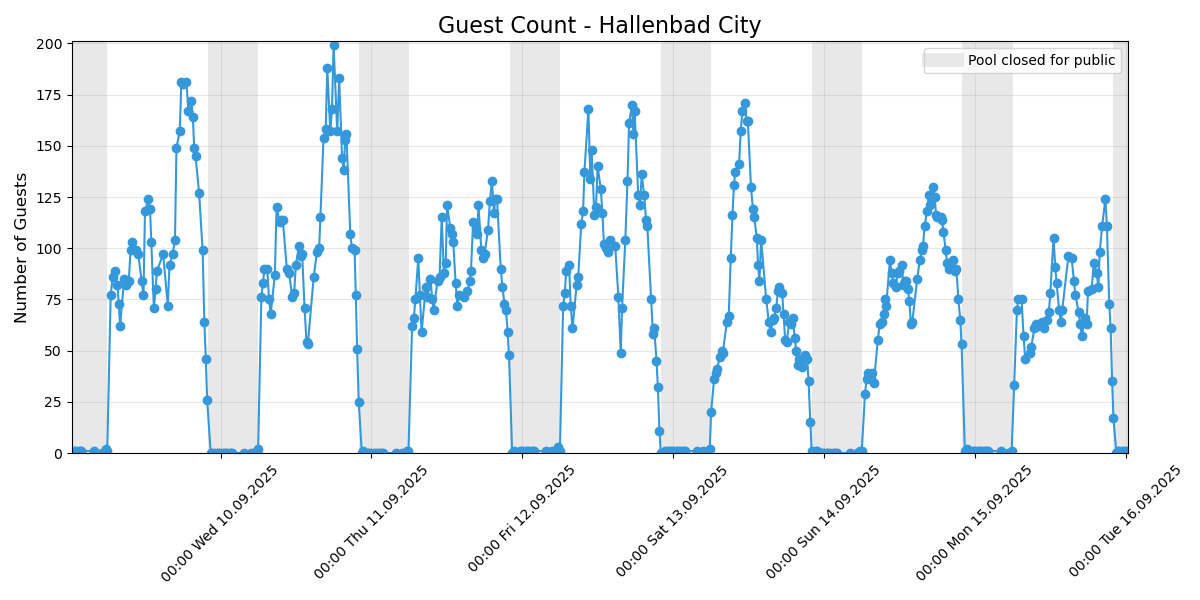 Guest Count - Hallenbad City
Pool closed for public
Number of Guests
200
175
150
125
100
75
50
25
0
00:00 Wed 10.09.2025
00:00 Thu 11.09.2025
00:00 Fri 12.09.2025
00:00 Sat 13.09.2025
00:00 Sun 14.09.2025
00:00 Mon 15.09.2025
00:00 Tue 16.09.2025